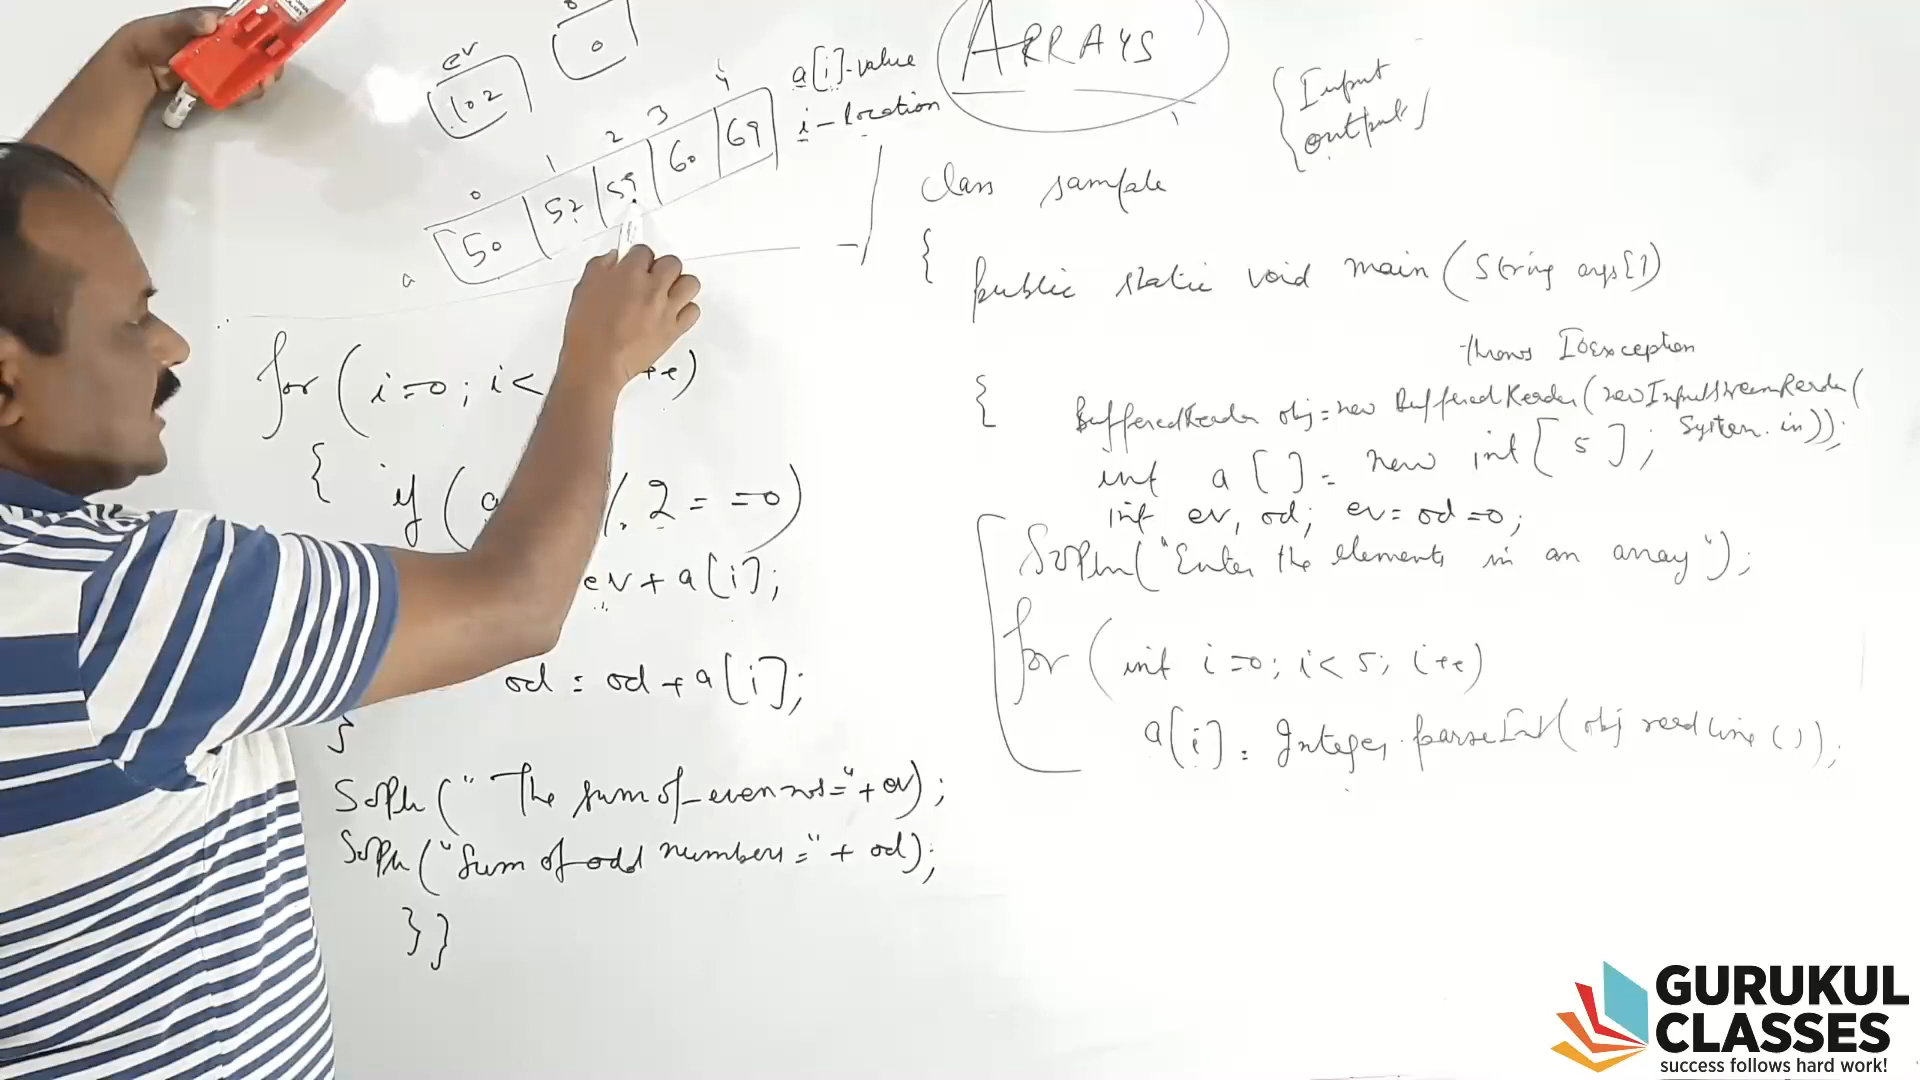 ARRAYS
{ Input
output }
ev
102
0
a[i]-value
i-location
0 1 2 3 4
50 52 59 60 69
a
class sample
{
public static void main (String args[])
throws IOException
{
BufferedReader obj=new BufferedReader(new InputStreamReader(
System.in));
int a [ ] = new int [ 5 ];
int ev, od; ev= od =0;
Sopln("Enter the elements in an array");
for ( int i =0; i< 5; i++)
a[i] = Integer.parseInt(obj readline ());
for ( i=0; i<
{
if ( a % 2 = =0)
ev + a[i];
od = od + a[i];
}
Sopln (" The sum of even nos=" + ev);
Sopln ("Sum of odd numbers =" + od);
} }
GURUKUL
CLASSES
success follows hard work!